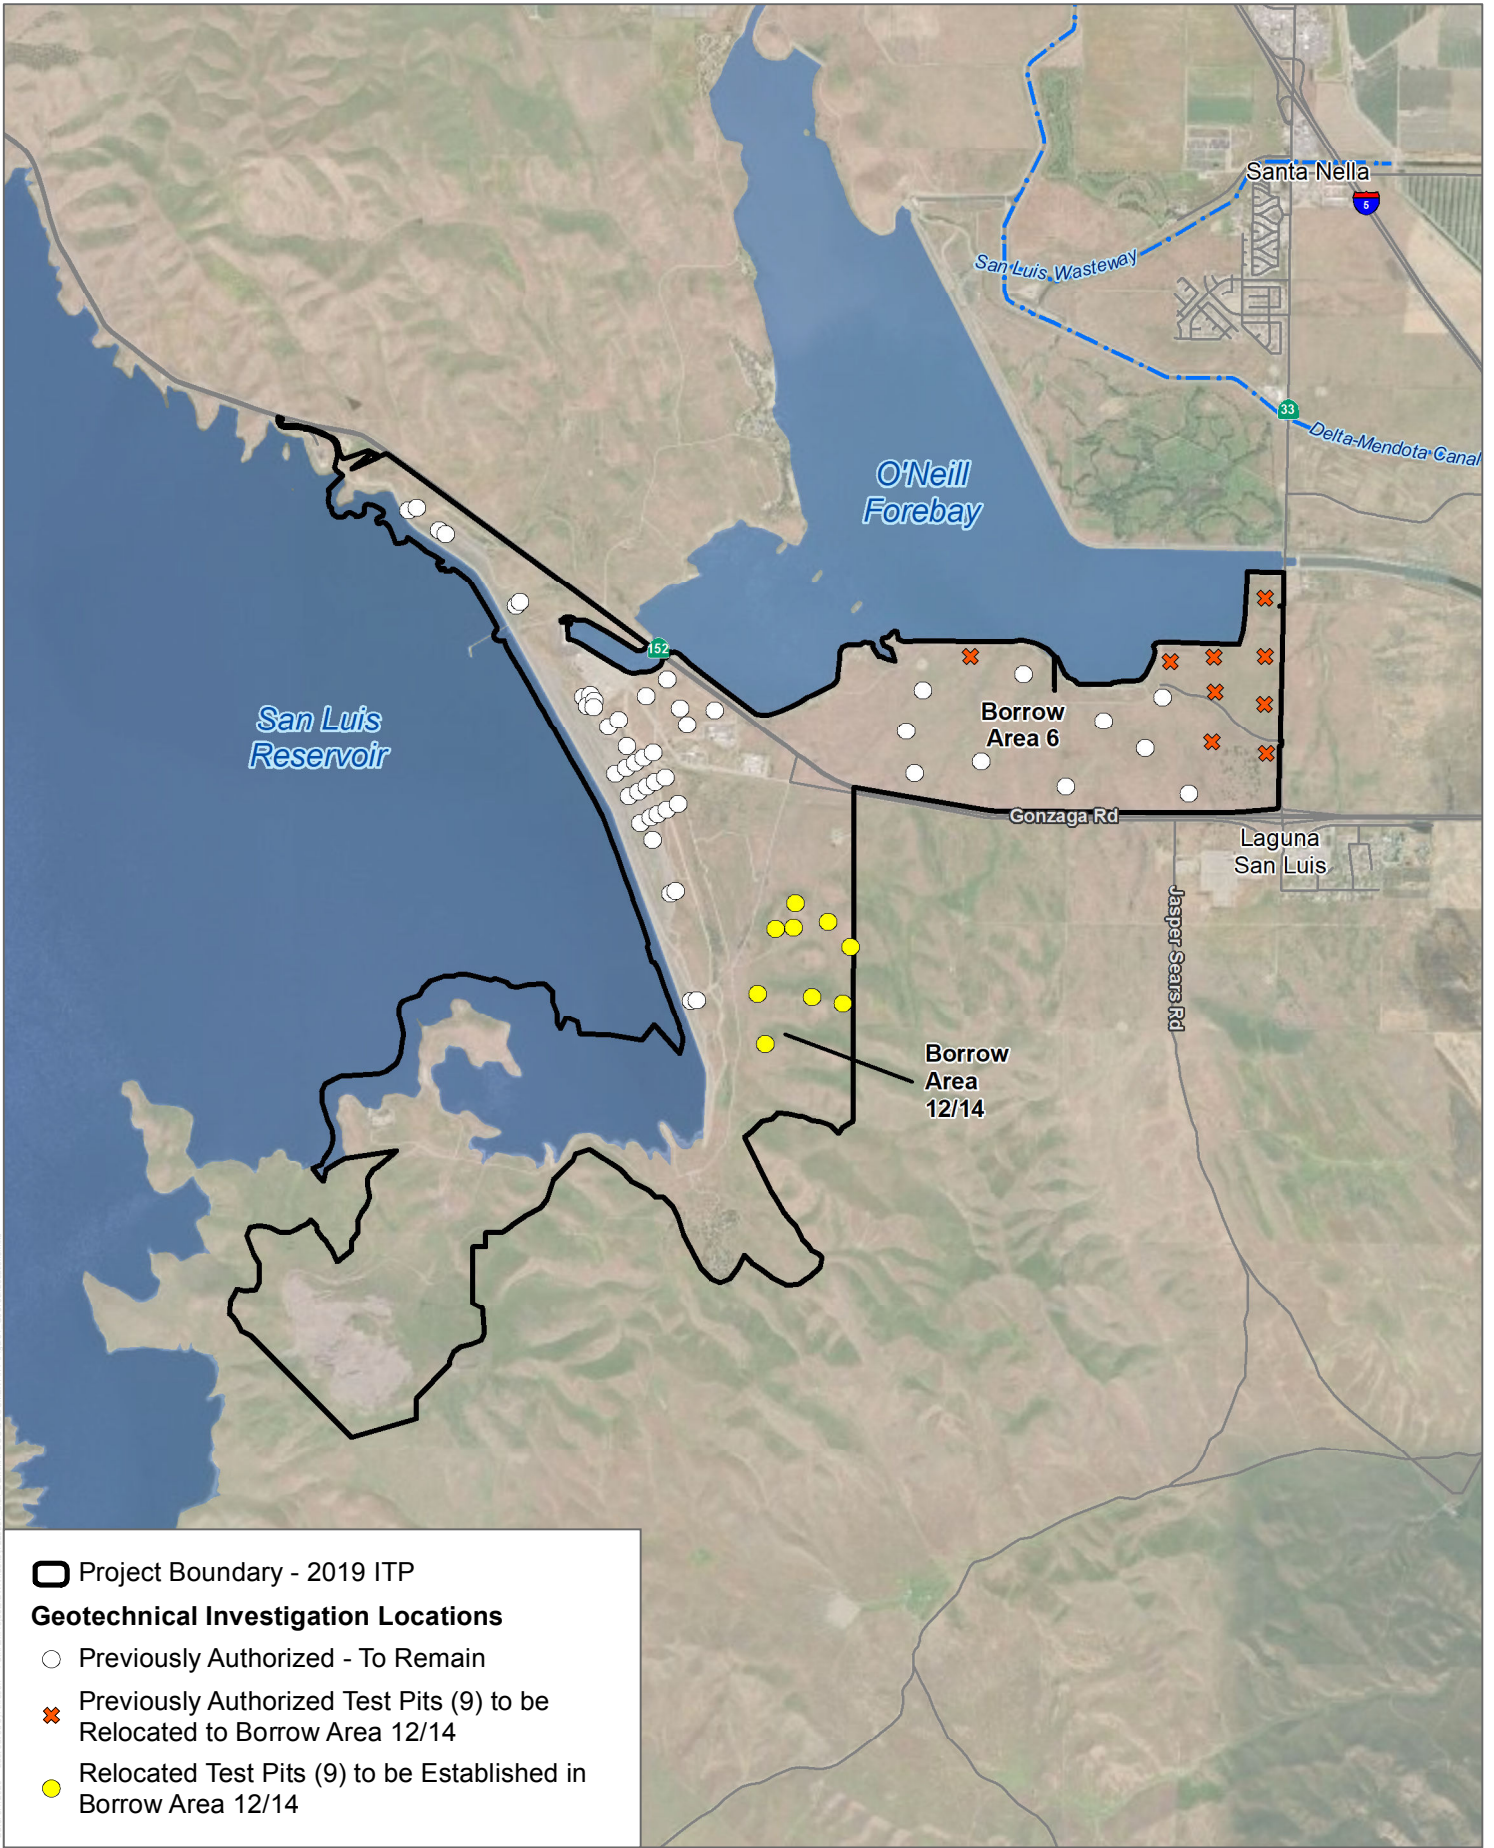 Santa Nella
5
San Luis Wasteway
33
Delta-Mendota Canal
O'Neill
Forebay
152
San Luis
Reservoir
Borrow
Area 6
Gonzaga Rd
Laguna
San Luis
Jasper Sears Rd
Borrow
Area
12/14
Project Boundary - 2019 ITP
Geotechnical Investigation Locations
Previously Authorized - To Remain
Previously Authorized Test Pits (9) to be
Relocated to Borrow Area 12/14
Relocated Test Pits (9) to be Established in
Borrow Area 12/14